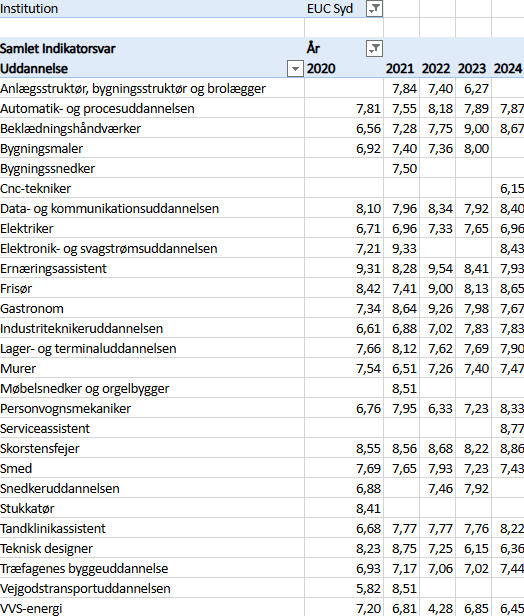 Institution EUC Syd
Samlet Indikatorsvar År
Uddannelse 2020 2021 2022 2023 2024
Anlægsstruktør, bygningsstruktør og brolægger 7,84 7,40 6,27
Automatik- og procesuddannelsen 7,81 7,55 8,18 7,89 7,87
Beklædningshåndværker 6,56 7,28 7,75 9,00 8,67
Bygningsmaler 6,92 7,40 7,36 8,00
Bygningssnedker 7,50
Cnc-tekniker 6,15
Data- og kommunikationsuddannelsen 8,10 7,96 8,34 7,92 8,40
Elektriker 6,71 6,96 7,33 7,65 6,96
Elektronik- og svagstrømsuddannelsen 7,21 9,33 8,43
Ernæringsassistent 9,31 8,28 9,54 8,41 7,93
Frisør 8,42 7,41 9,00 8,13 8,65
Gastronom 7,34 8,64 9,26 7,98 7,67
Industriteknikeruddannelsen 6,61 6,88 7,02 7,83 7,83
Lager- og terminaluddannelsen 7,66 8,12 7,62 7,69 7,90
Murer 7,54 6,51 7,26 7,40 7,47
Møbelsnedker og orgelbygger 8,51
Personvognsmekaniker 6,76 7,95 6,33 7,23 8,33
Serviceassistent 8,77
Skorstensfejer 8,55 8,56 8,68 8,22 8,86
Smed 7,69 7,65 7,93 7,23 7,43
Snedkeruddannelsen 6,88 7,46 7,92
Stukkatør 8,41
Tandklinikassistent 6,68 7,77 7,77 7,76 8,22
Teknisk designer 8,23 8,75 7,25 6,15 6,36
Træfagenes byggeuddannelse 6,93 7,17 7,06 7,02 7,44
Vejgodstransportuddannelsen 5,82 8,51
VVS-energi 7,20 6,81 4,28 6,85 6,45